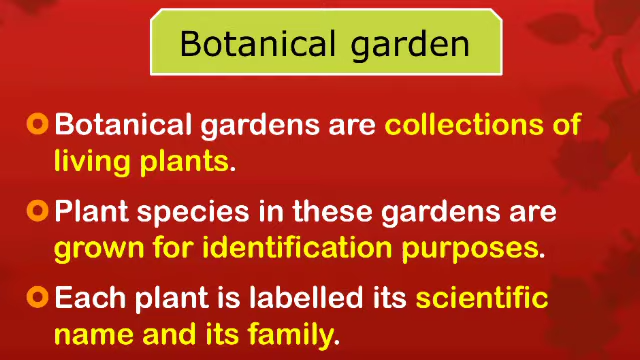 Botanical garden
Botanical gardens are collections of
living plants.
Plant species in these gardens are
grown for identification purposes.
Each plant is labelled its scientific
name and its family.